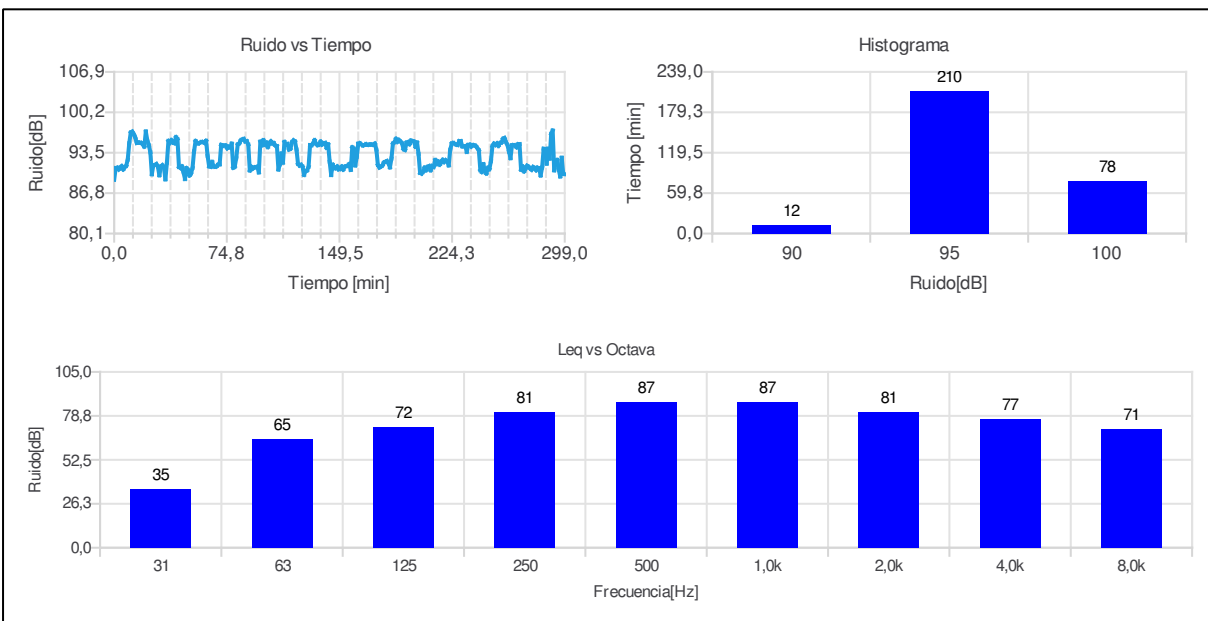 Ruido vs Tiempo
Ruido[dB]
106,9
100,2
93,5
86,8
80,1
0,0 74,8 149,5 224,3 299,0
Tiempo [min]
Histograma
Tiempo [min]
239,0
179,3
119,5
59,8
0,0
12 210 78
90 95 100
Ruido[dB]
Leq vs Octava
Ruido[dB]
105,0
78,8
52,5
26,3
0,0
35 65 72 81 87 87 81 77 71
31 63 125 250 500 1,0k 2,0k 4,0k 8,0k
Frecuencia[Hz]